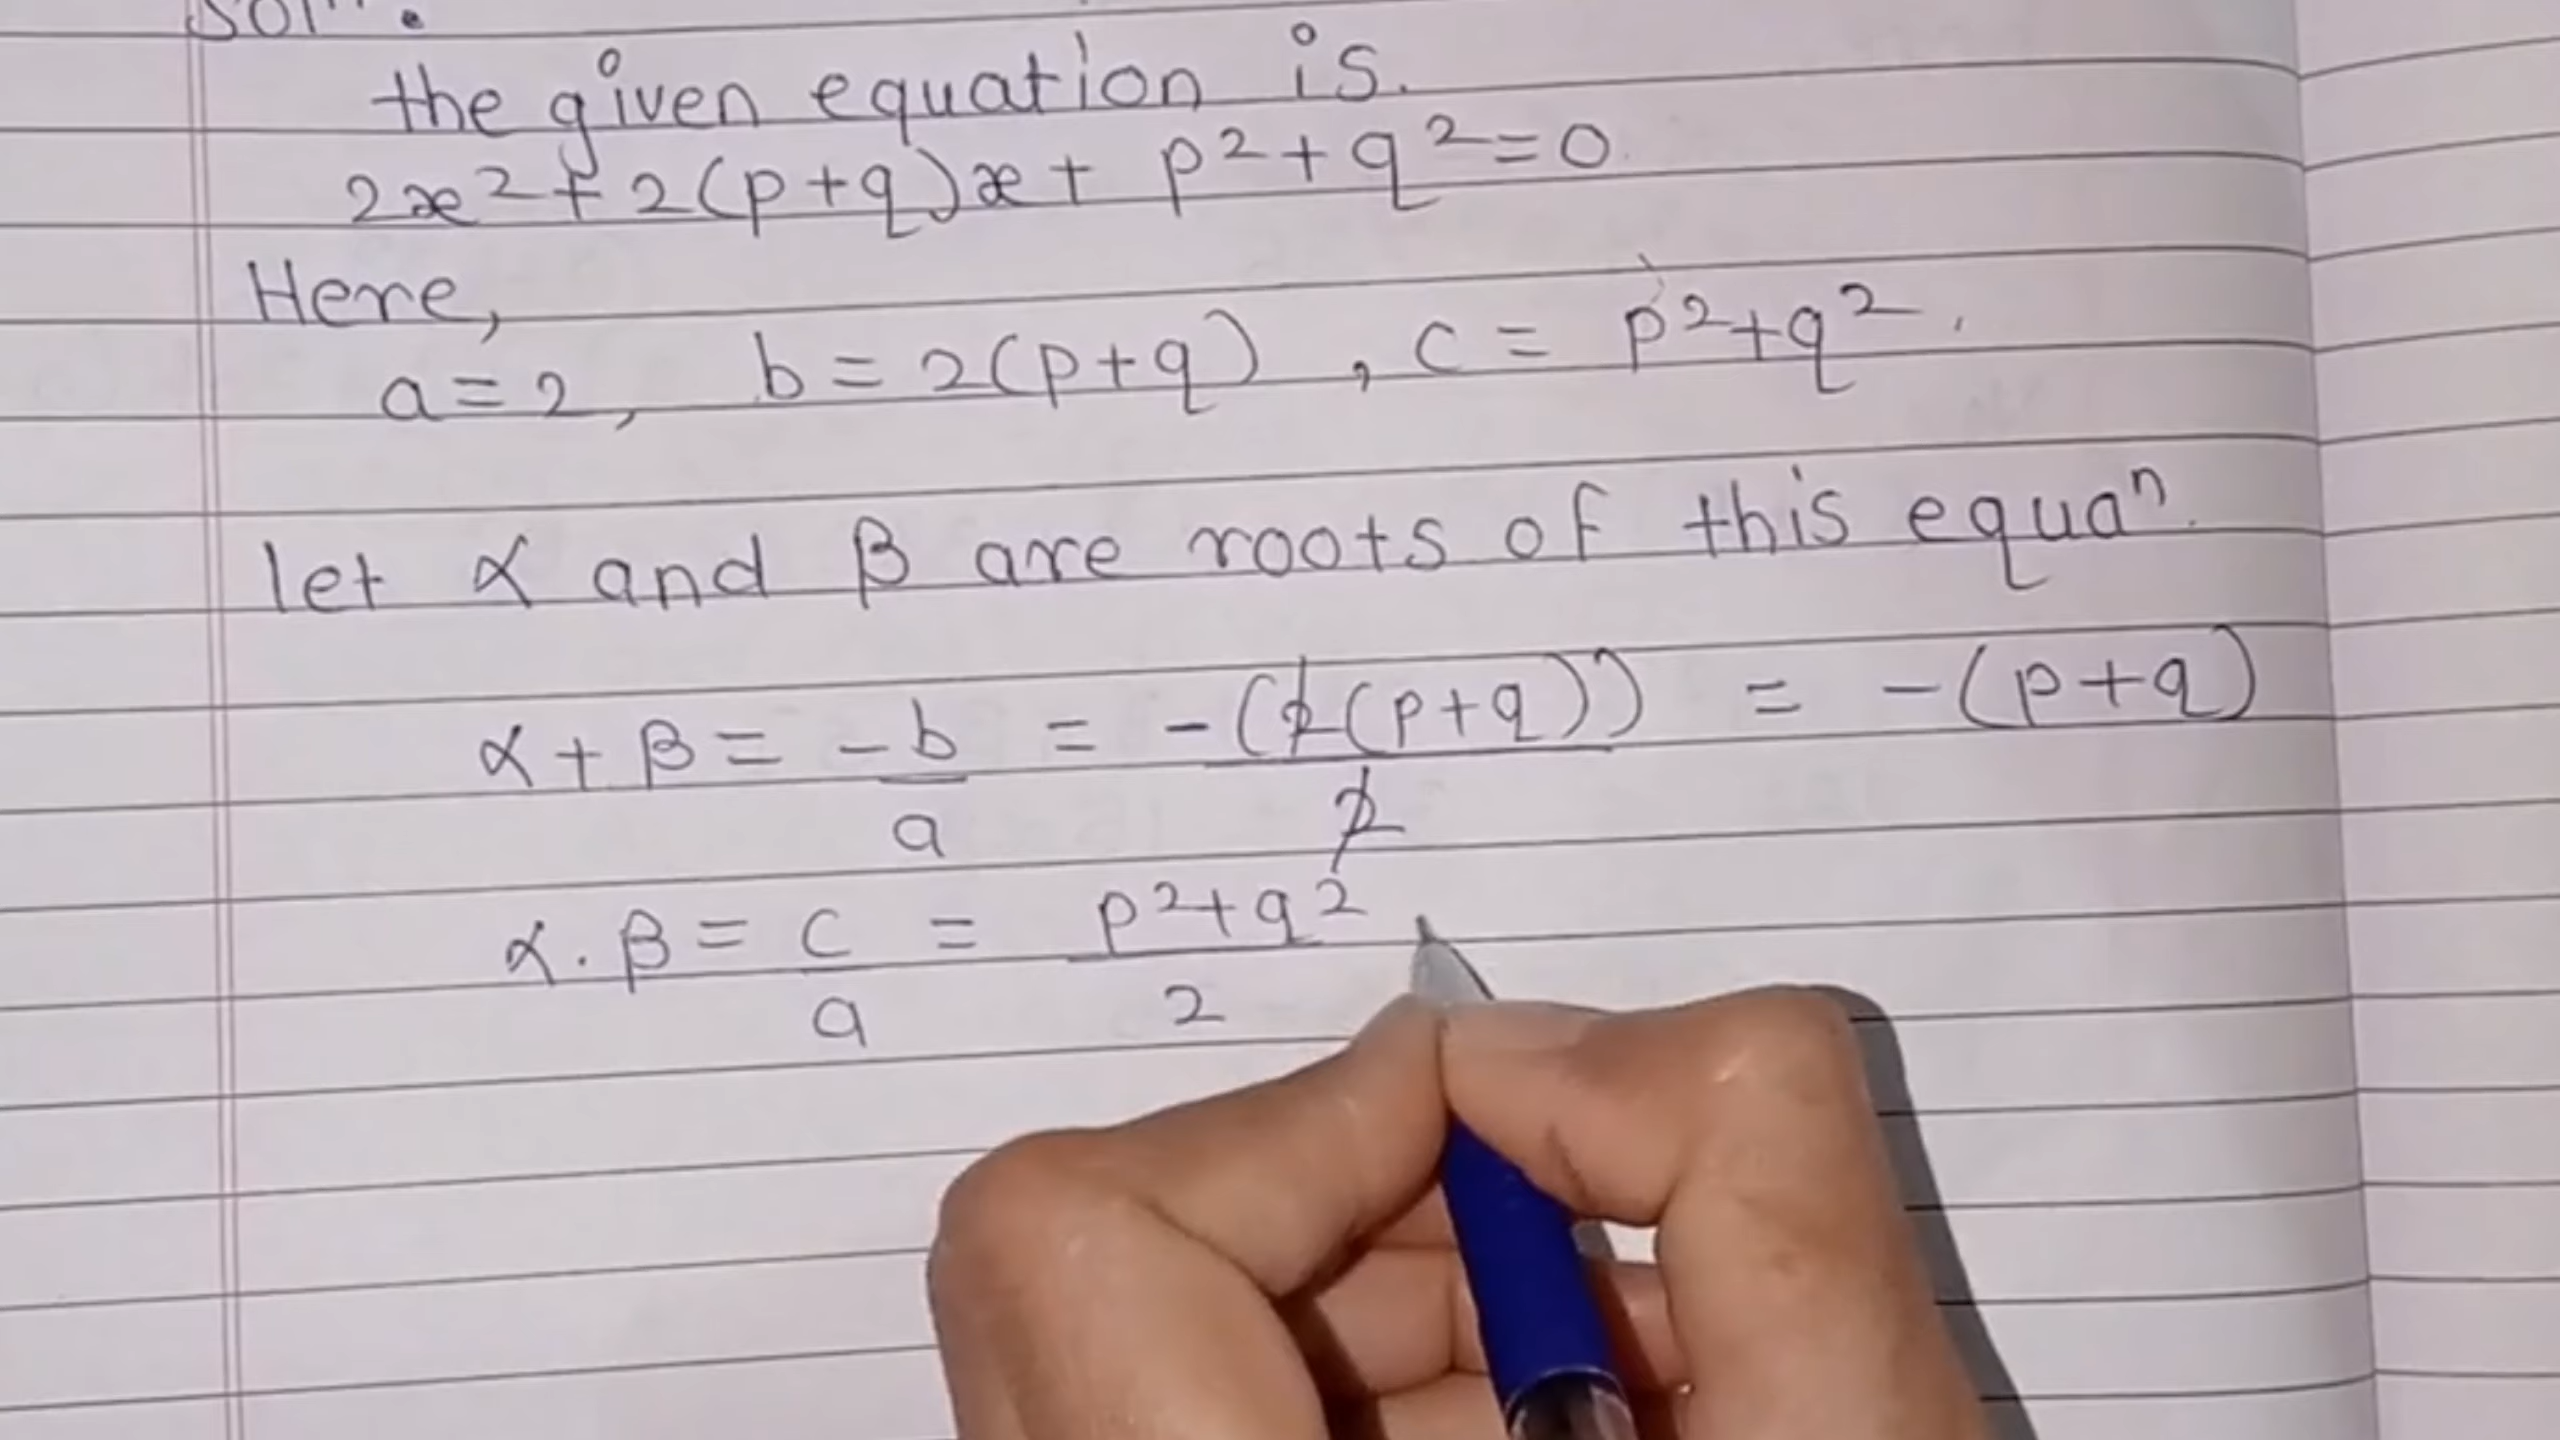 Solⁿ.
the given equation is.
2x²+2(p+q)x+ p²+q²=0
Here,
a=2, b=2(p+q), c= p²+q².
let α and β are roots of this equaⁿ.
α+β= -b/a = -(2(p+q))/2 = -(p+q)
α.β= c/a = p²+q²/2